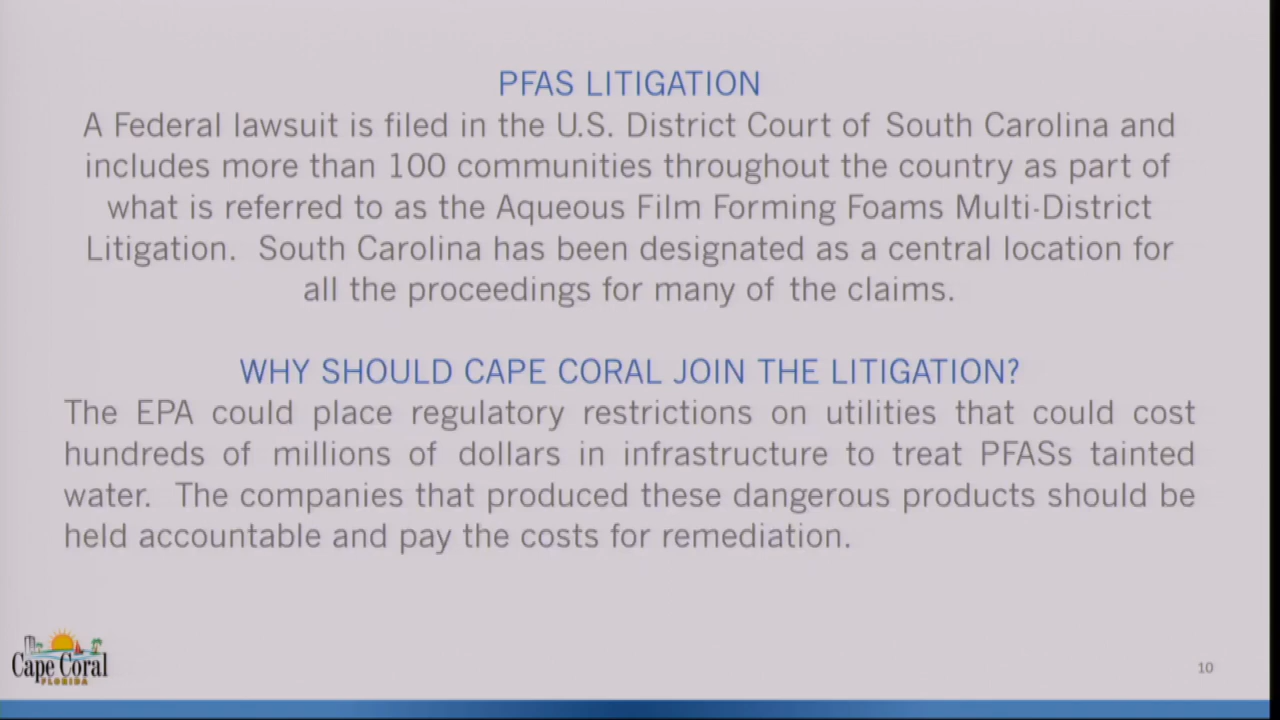 PFAS LITIGATION
A Federal lawsuit is filed in the U.S. District Court of South Carolina and
includes more than 100 communities throughout the country as part of
what is referred to as the Aqueous Film Forming Foams Multi-District
Litigation. South Carolina has been designated as a central location for
all the proceedings for many of the claims.
WHY SHOULD CAPE CORAL JOIN THE LITIGATION?
The EPA could place regulatory restrictions on utilities that could cost
hundreds of millions of dollars in infrastructure to treat PFASs tainted
water. The companies that produced these dangerous products should be
held accountable and pay the costs for remediation.
Cape Coral
FLORIDA
10